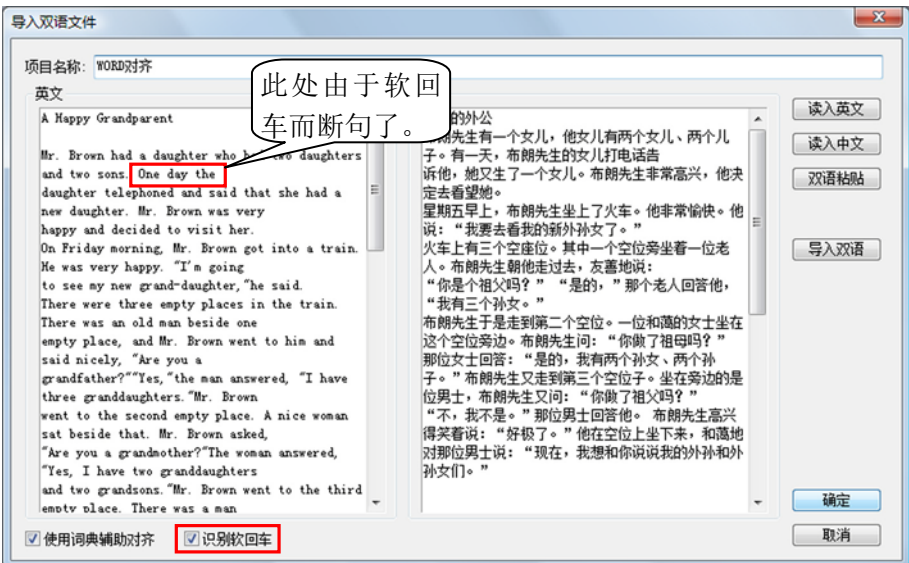 导入双语文件
项目名称: WORD对齐
此处由于软回
车而断句了。
英文
A Happy Grandparent
Mr. Brown had a daughter who had two daughters
and two sons. One day the
daughter telephoned and said that she had a
new daughter. Mr. Brown was very
happy and decided to visit her.
On Friday morning, Mr. Brown got into a train.
He was very happy. "I'm going
to see my new grand-daughter,"he said.
There were three empty places in the train.
There was an old man beside one
empty place, and Mr. Brown went to him and
said nicely, "Are you a
grandfather?""Yes,"the man answered, "I have
three granddaughters."Mr. Brown
went to the second empty place. A nice woman
sat beside that. Mr. Brown asked,
"Are you a grandmother?"The woman answered,
"Yes, I have two granddaughters
and two grandsons."Mr. Brown went to the third
empty place. There was a man
的外公
朗先生有一个女儿，他女儿有两个女儿、两个儿
子。有一天，布朗先生的女儿打电话告
诉他，她又生了一个女儿。布朗先生非常高兴，他决
定去看望她。
星期五早上，布朗先生坐上了火车。他非常愉快。他
说：“我要去看我的新外孙女了。”
火车上有三个空座位。其中一个空位旁坐着一位老
人。布朗先生朝他走过去，友善地说：
“你是个祖父吗？” “是的，”那个老人回答他，
“我有三个孙女。”
布朗先生于是走到第二个空位。一位和蔼的女士坐在
这个空位旁边。布朗先生问：“你做了祖母吗？”
那位女士回答：“是的，我有两个孙女、两个孙
子。”布朗先生又走到第三个空位子。坐在旁边的是
位男士，布朗先生又问：“你做了祖父吗？”
“不，我不是。”那位男士回答他。 布朗先生高兴
得笑着说：“好极了。”他在空位上坐下来，和蔼地
对那位男士说：“现在，我想和你说说我的外孙和外
孙女们。”
读入英文
读入中文
双语粘贴
导入双语
确定
取消
使用词典辅助对齐
识别软回车